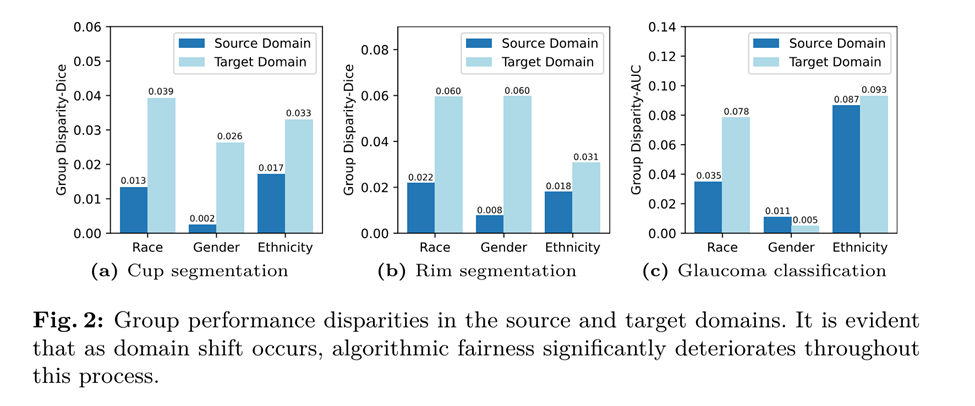 0.06
0.05
0.04
0.03
0.02
0.01
0.00
Group Disparity-Dice
Source Domain
Target Domain
0.013
0.039
0.002
0.026
0.017
0.033
Race Gender Ethnicity
(a) Cup segmentation
0.08
0.06
0.04
0.02
0.00
Group Disparity-Dice
Source Domain
Target Domain
0.022
0.060
0.008
0.060
0.018
0.031
Race Gender Ethnicity
(b) Rim segmentation
0.14
0.12
0.10
0.08
0.06
0.04
0.02
0.00
Group Disparity-AUC
Source Domain
Target Domain
0.035
0.078
0.011
0.005
0.087
0.093
Race Gender Ethnicity
(c) Glaucoma classification
Fig. 2: Group performance disparities in the source and target domains. It is evident
that as domain shift occurs, algorithmic fairness significantly deteriorates throughout
this process.